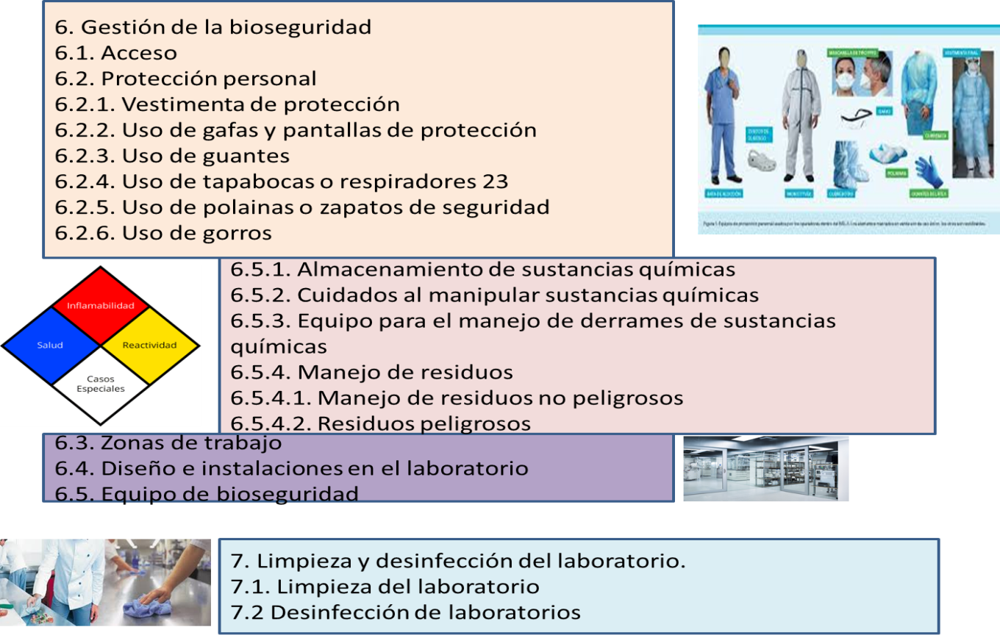 6. Gestión de la bioseguridad
6.1. Acceso
6.2. Protección personal
6.2.1. Vestimenta de protección
6.2.2. Uso de gafas y pantallas de protección
6.2.3. Uso de guantes
6.2.4. Uso de tapabocas o respiradores 23
6.2.5. Uso de polainas o zapatos de seguridad
6.2.6. Uso de gorros
VESTIMENTA FINAL
GUANTES DE LÁTEX
POLAINAS
Inflamabilidad
Salud
Reactividad
Casos
Especiales
6.5.1. Almacenamiento de sustancias químicas
6.5.2. Cuidados al manipular sustancias químicas
6.5.3. Equipo para el manejo de derrames de sustancias
químicas
6.5.4. Manejo de residuos
6.5.4.1. Manejo de residuos no peligrosos
6.5.4.2. Residuos peligrosos
6.3. Zonas de trabajo
6.4. Diseño e instalaciones en el laboratorio
6.5. Equipo de bioseguridad
7. Limpieza y desinfección del laboratorio.
7.1. Limpieza del laboratorio
7.2 Desinfección de laboratorios